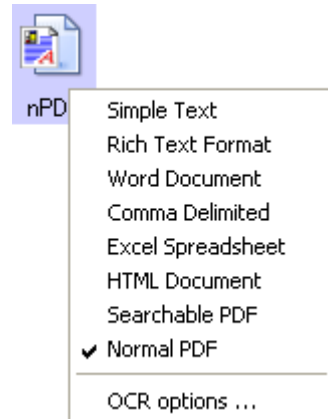 nPD
Simple Text
Rich Text Format
Word Document
Comma Delimited
Excel Spreadsheet
HTML Document
Searchable PDF
Normal PDF
OCR options ...